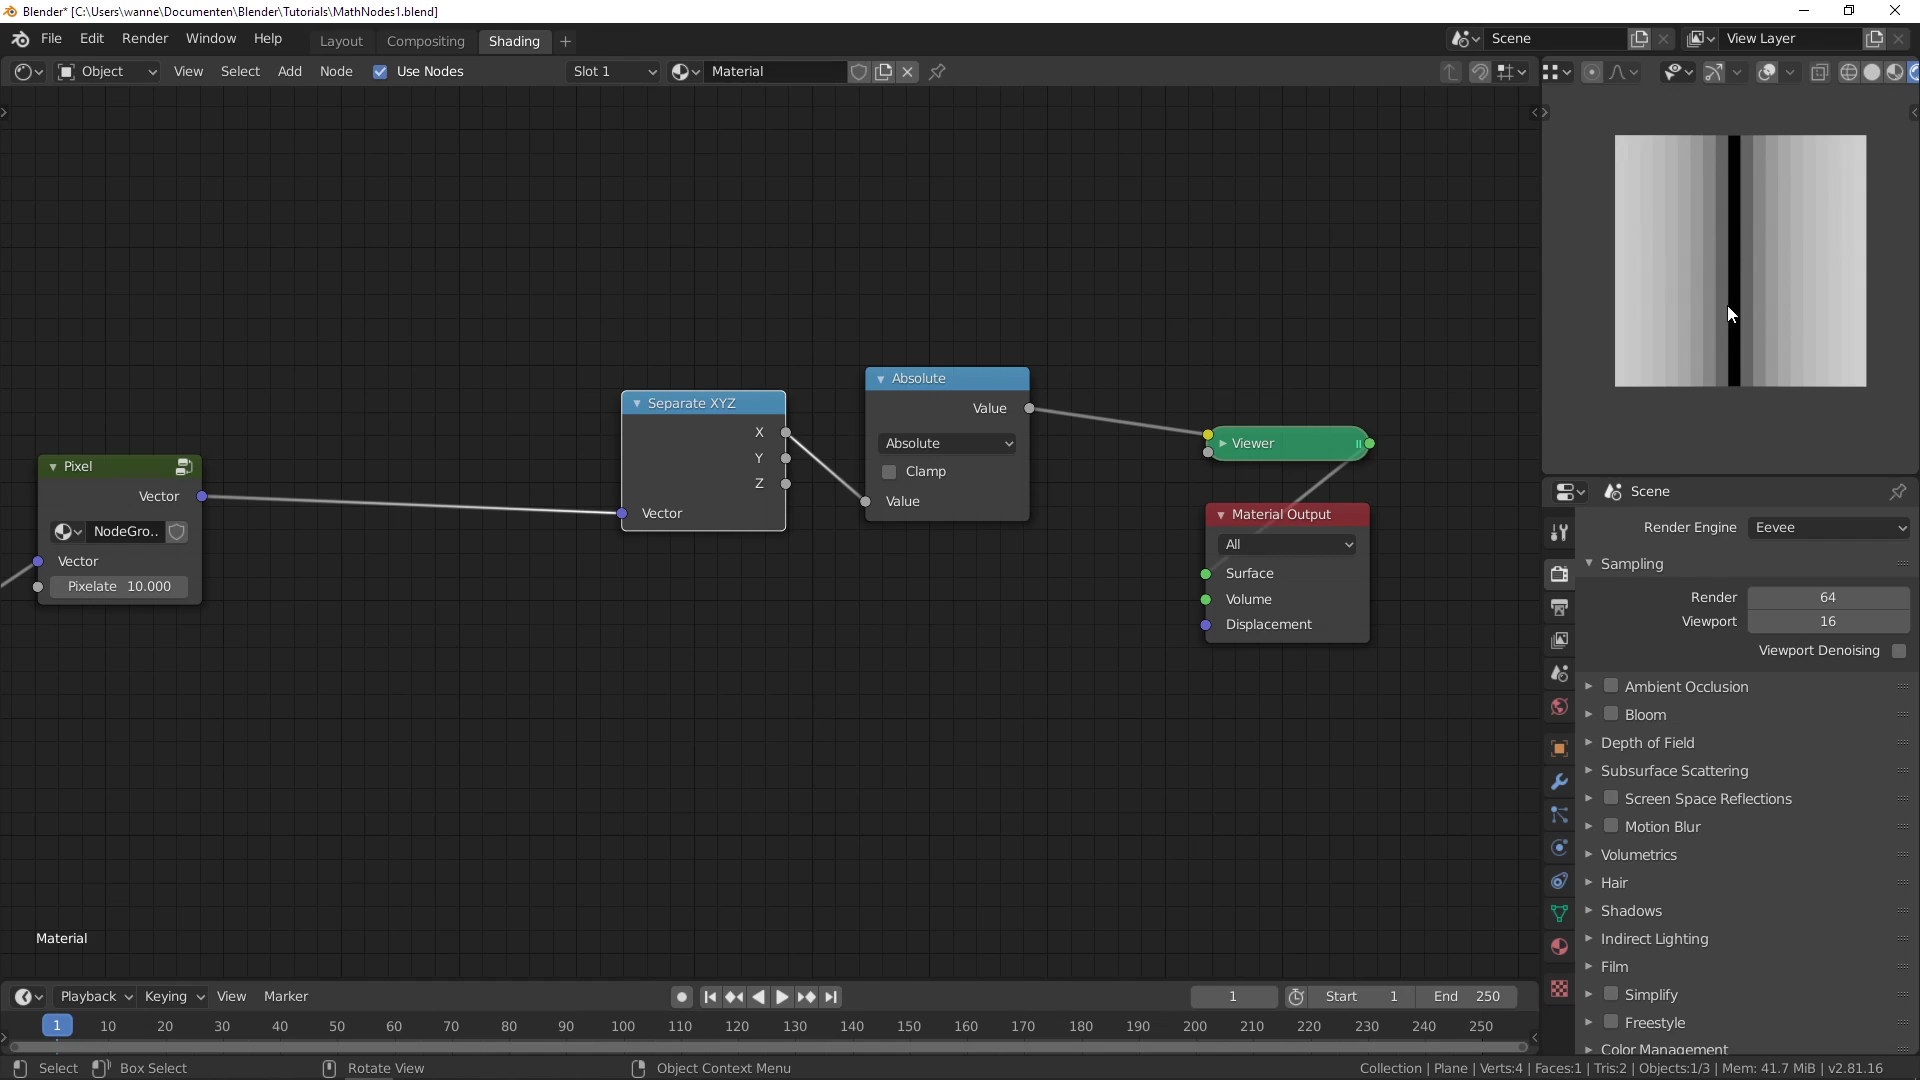 Blender* [C:\Users\wanne\Documenten\Blender\Tutorials\MathNodes1.blend]
File Edit Render Window Help Layout Compositing Shading + Scene View Layer
Object View Select Add Node Use Nodes Slot 1 Material
Absolute
Value
Absolute
Clamp
Value
Separate XYZ
X
Y
Z
Vector
Pixel
Vector
NodeGro..
Vector
Pixelate 10.000
Viewer
Material Output
All
Surface
Volume
Displacement
Material
Scene
Render Engine Eevee
Sampling
Render 64
Viewport 16
Viewport Denoising
Ambient Occlusion
Bloom
Depth of Field
Subsurface Scattering
Screen Space Reflections
Motion Blur
Volumetrics
Hair
Shadows
Indirect Lighting
Film
Simplify
Freestyle
Color Management
Playback Keying View Marker 1 Start 1 End 250
1 10 20 30 40 50 60 70 80 90 100 110 120 130 140 150 160 170 180 190 200 210 220 230 240 250
Select Box Select Rotate View Object Context Menu Collection | Plane | Verts:4 | Faces:1 | Tris:2 | Objects:1/3 | Mem: 41.7 MiB | v2.81.16